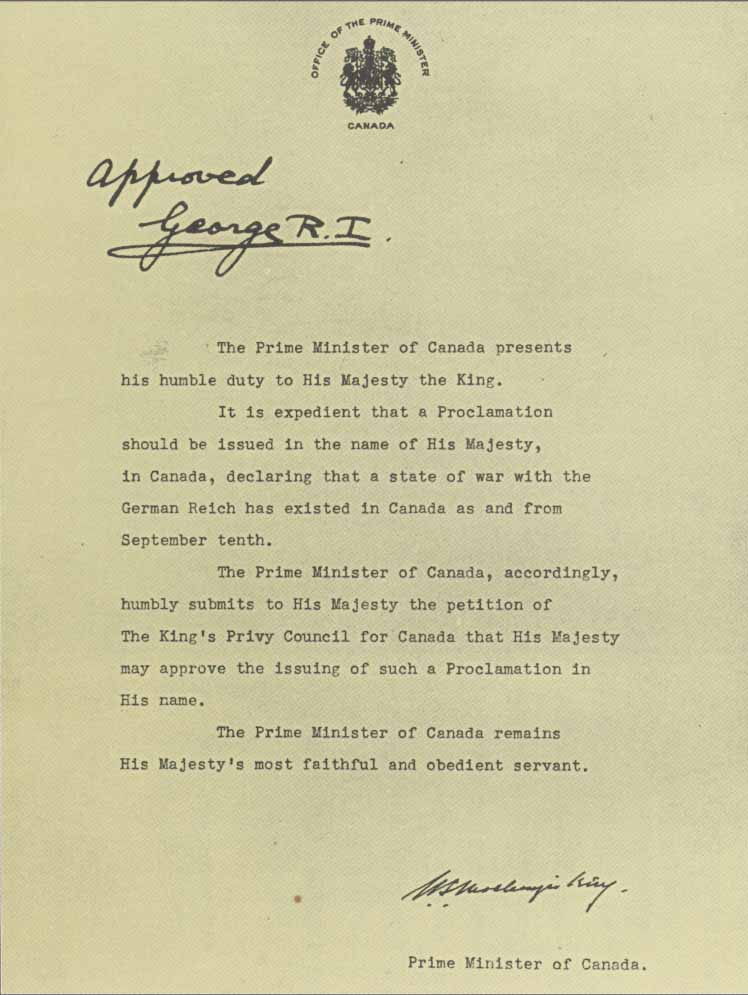 OFFICE OF THE PRIME MINISTER
CANADA
Approved
George R.I.
The Prime Minister of Canada presents
his humble duty to His Majesty the King.
It is expedient that a Proclamation
should be issued in the name of His Majesty,
in Canada, declaring that a state of war with the
German Reich has existed in Canada as and from
September tenth.
The Prime Minister of Canada, accordingly,
humbly submits to His Majesty the petition of
The King's Privy Council for Canada that His Majesty
may approve the issuing of such a Proclamation in
His name.
The Prime Minister of Canada remains
His Majesty's most faithful and obedient servant.
W L Mackenzie King.
Prime Minister of Canada.